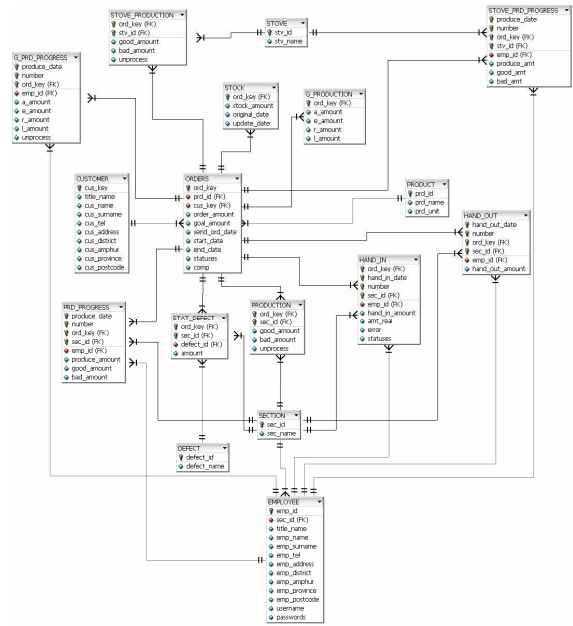 STOVE_PRODUCTION
ord_key (FK)
stv_id (FK)
good_amount
bad_amount
unprocess
STOVE
stv_id
stv_name
STOVE_PRD_PROGRESS
produce_date
number
ord_key (FK)
stv_id (FK)
emp_id (FK)
produce_amt
good_amt
bad_amt
G_PRD_PROGRESS
produce_date
number
ord_key (FK)
emp_id (FK)
a_amount
e_amount
r_amount
l_amount
unprocess
STOCK
ord_key (FK)
stock_amount
original_date
update_date
G_PRODUCTION
ord_key (FK)
a_amount
e_amount
r_amount
l_amount
CUSTOMER
cus_key
title_name
cus_name
cus_surname
cus_tel
cus_address
cus_district
cus_amphur
cus_province
cus_postcode
ORDERS
ord_key
prd_id (FK)
cus_key (FK)
order_amount
goal_amount
send_ord_date
start_date
end_date
statuses
comp
PRODUCT
prd_id
prd_name
prd_unit
HAND_OUT
hand_out_date
number
ord_key (FK)
sec_id (FK)
emp_id (FK)
hand_out_amount
HAND_IN
ord_key (FK)
hand_in_date
number
sec_id (FK)
emp_id (FK)
hand_in_amount
amt_real
error
statuses
PRD_PROGRESS
produce_date
number
ord_key (FK)
sec_id (FK)
emp_id (FK)
produce_amount
good_amount
bad_amount
STAT_DEFECT
ord_key (FK)
sec_id (FK)
defect_id (FK)
amount
PRODUCTION
ord_key (FK)
sec_id (FK)
good_amount
bad_amount
unprocess
SECTION
sec_id
sec_name
DEFECT
defect_id
defect_name
EMPLOYEE
emp_id
sec_id (FK)
title_name
emp_name
emp_surname
emp_tel
emp_address
emp_district
emp_amphur
emp_province
emp_postcode
username
passwords